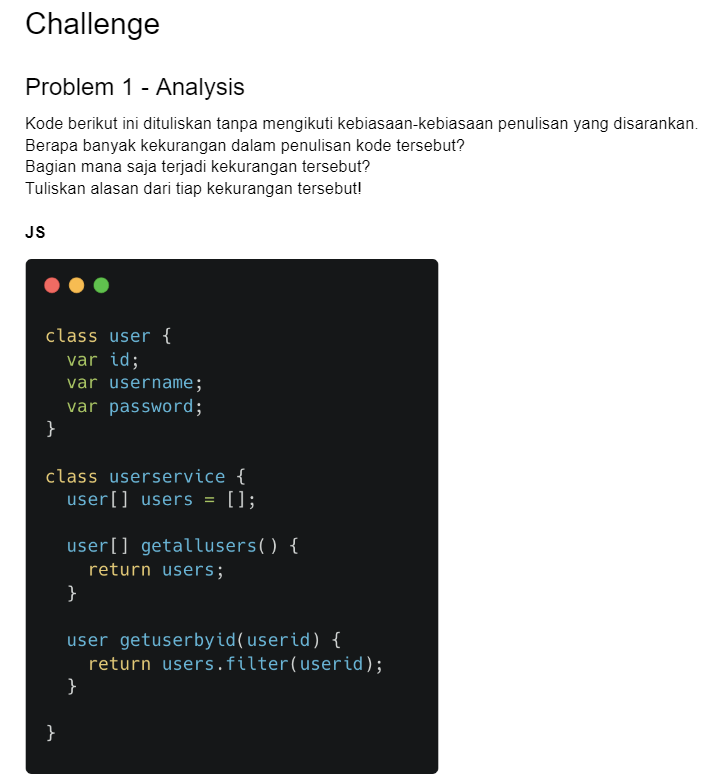 Challenge
Problem 1 - Analysis
Kode berikut ini dituliskan tanpa mengikuti kebiasaan-kebiasaan penulisan yang disarankan.
Berapa banyak kekurangan dalam penulisan kode tersebut?
Bagian mana saja terjadi kekurangan tersebut?
Tuliskan alasan dari tiap kekurangan tersebut!
JS
class user {
  var id;
  var username;
  var password;
}
class userservice {
  user[] users = [];
  user[] getallusers() {
    return users;
  }
  user getuserbyid(userid) {
    return users.filter(userid);
  }
}